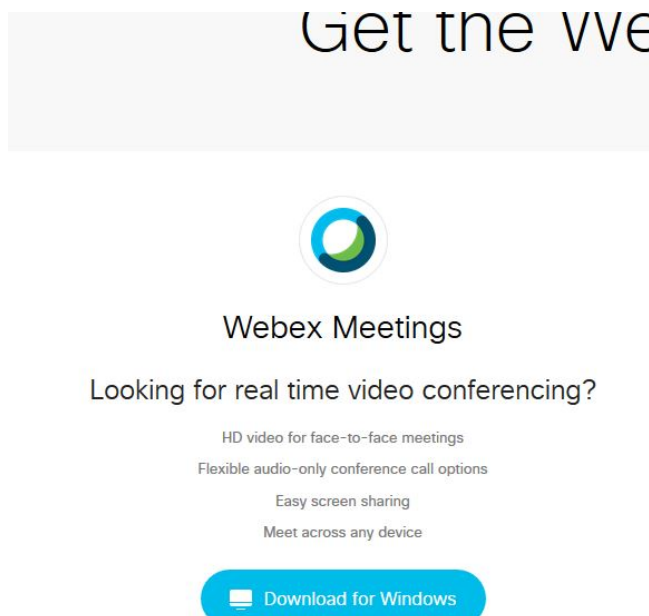 Get the We
Webex Meetings
Looking for real time video conferencing?
HD video for face-to-face meetings
Flexible audio-only conference call options
Easy screen sharing
Meet across any device
Download for Windows